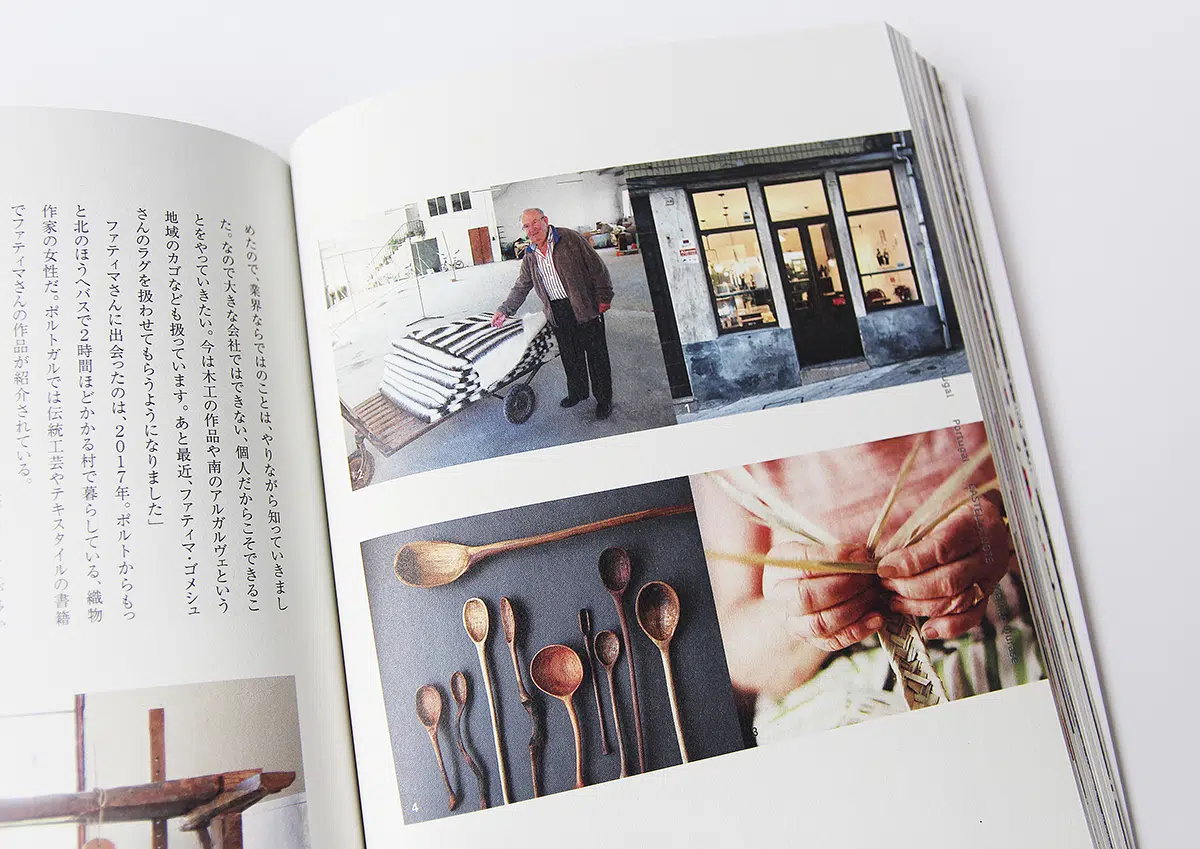 めたので、業界ならではのことは、やりながら知っていきまし
た。なので大きな会社ではできない、個人だからこそできるこ
とをやっていきたい。今は木工の作品や南のアルガルヴェという
地域のカゴなども扱っています。あと最近、ファティマ・ゴメシュ
さんのラグを扱わせてもらうようになりました」
ファティマさんに出会ったのは、2017年。ポルトからもっ
と北のほうへバスで2時間ほどかかる村で暮らしている、織物
作家の女性だ。ポルトガルでは伝統工芸やテキスタイルの書籍
でファティマさんの作品が紹介されている。
2
1
Portugal
4
3